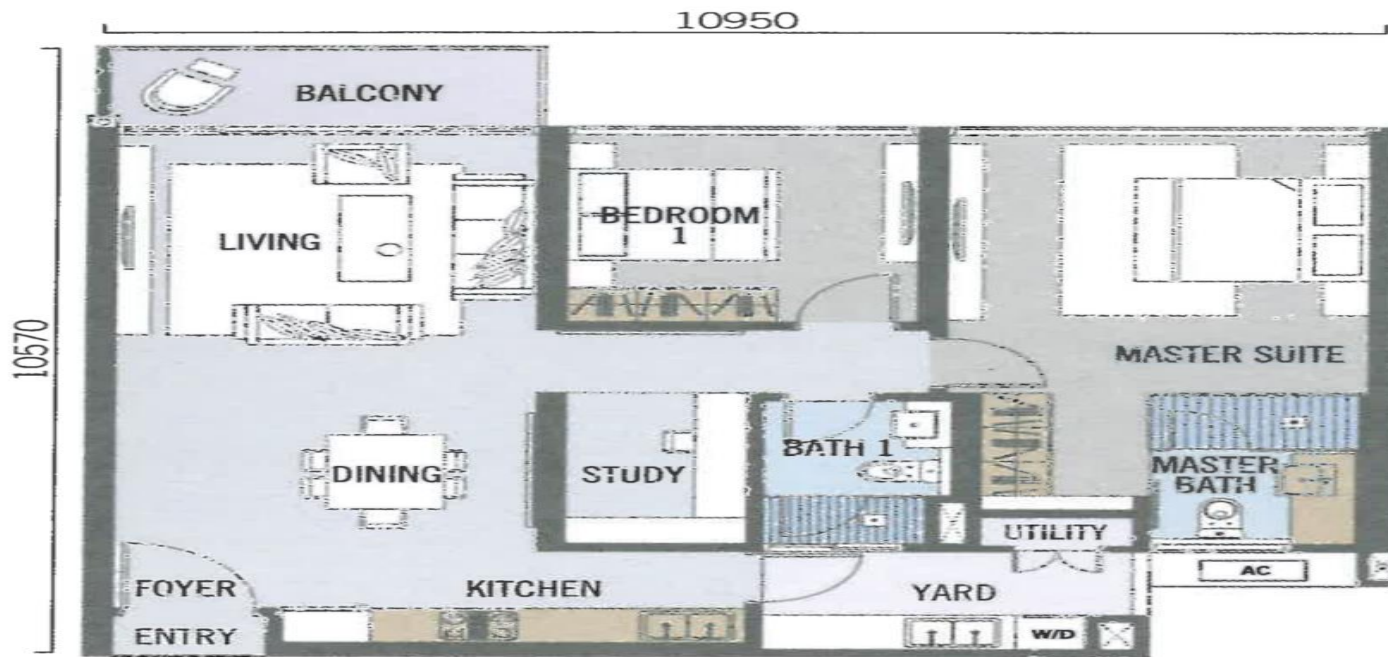 10950
10570
BALCONY
LIVING
BEDROOM
1
MASTER SUITE
DINING
STUDY
BATH 1
MASTER
BATH
UTILITY
FOYER
KITCHEN
YARD
AC
ENTRY
W/D